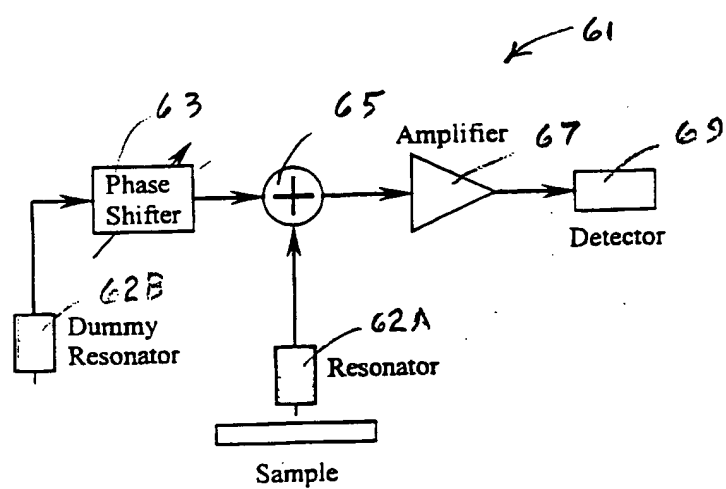 61
63
65
Amplifier
67
69
Phase
Shifter
Detector
62B
Dummy
Resonator
62A
Resonator
Sample